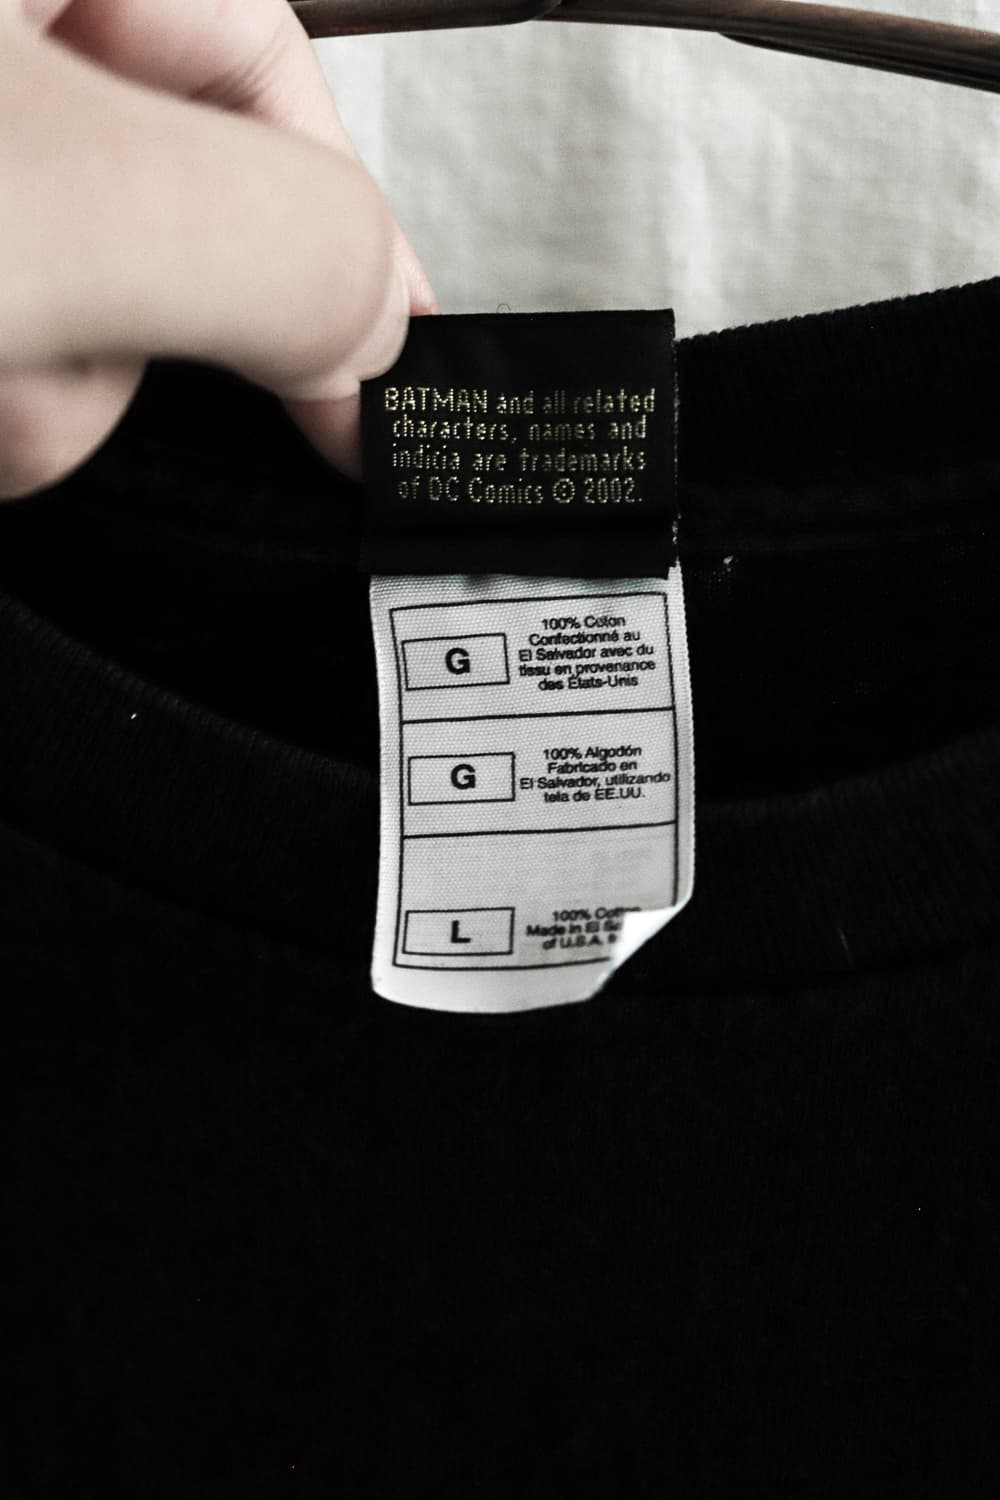 BATMAN and all related
characters, names and
indicia are trademarks
of DC Comics © 2002.
G
100% Coton
Confectionné au
El Salvador avec du
tissu en provenance
des États-Unis
G
100% Algodón
Fabricado en
El Salvador, utilizando
tela de EE.UU.
L
100%
Made in El
of U.S.A.